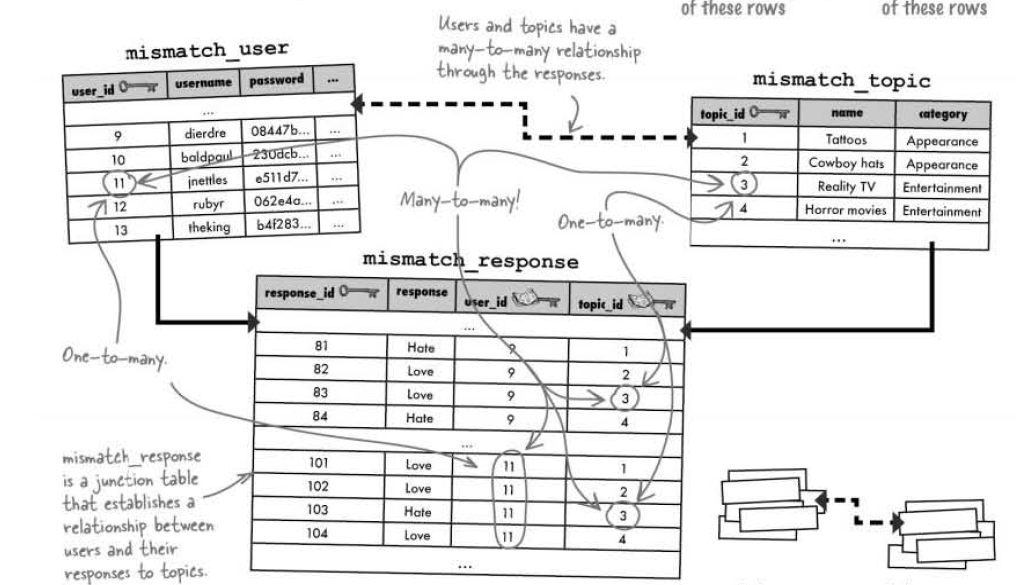 of these rows
of these rows
Users and topics have a
many-to-many relationship
through the responses.
mismatch_user
user_id username password ...
...
9 dierdre 08447b... ...
10 baldpaul 230dcb... ...
11 jnettles e511d7... ...
12 rubyr 062e4a... ...
13 theking b4f283... ...
mismatch_topic
topic_id name category
1 Tattoos Appearance
2 Cowboy hats Appearance
3 Reality TV Entertainment
4 Horror movies Entertainment
...
Many-to-many!
One-to-many.
mismatch_response
response_id response user_id topic_id
...
81 Hate 9 1
82 Love 9 2
83 Love 9 3
84 Hate 9 4
...
101 Love 11 1
102 Love 11 2
103 Hate 11 3
104 Love 11 4
...
One-to-many.
mismatch_response
is a junction table
that establishes a
relationship between
users and their
responses to topics.